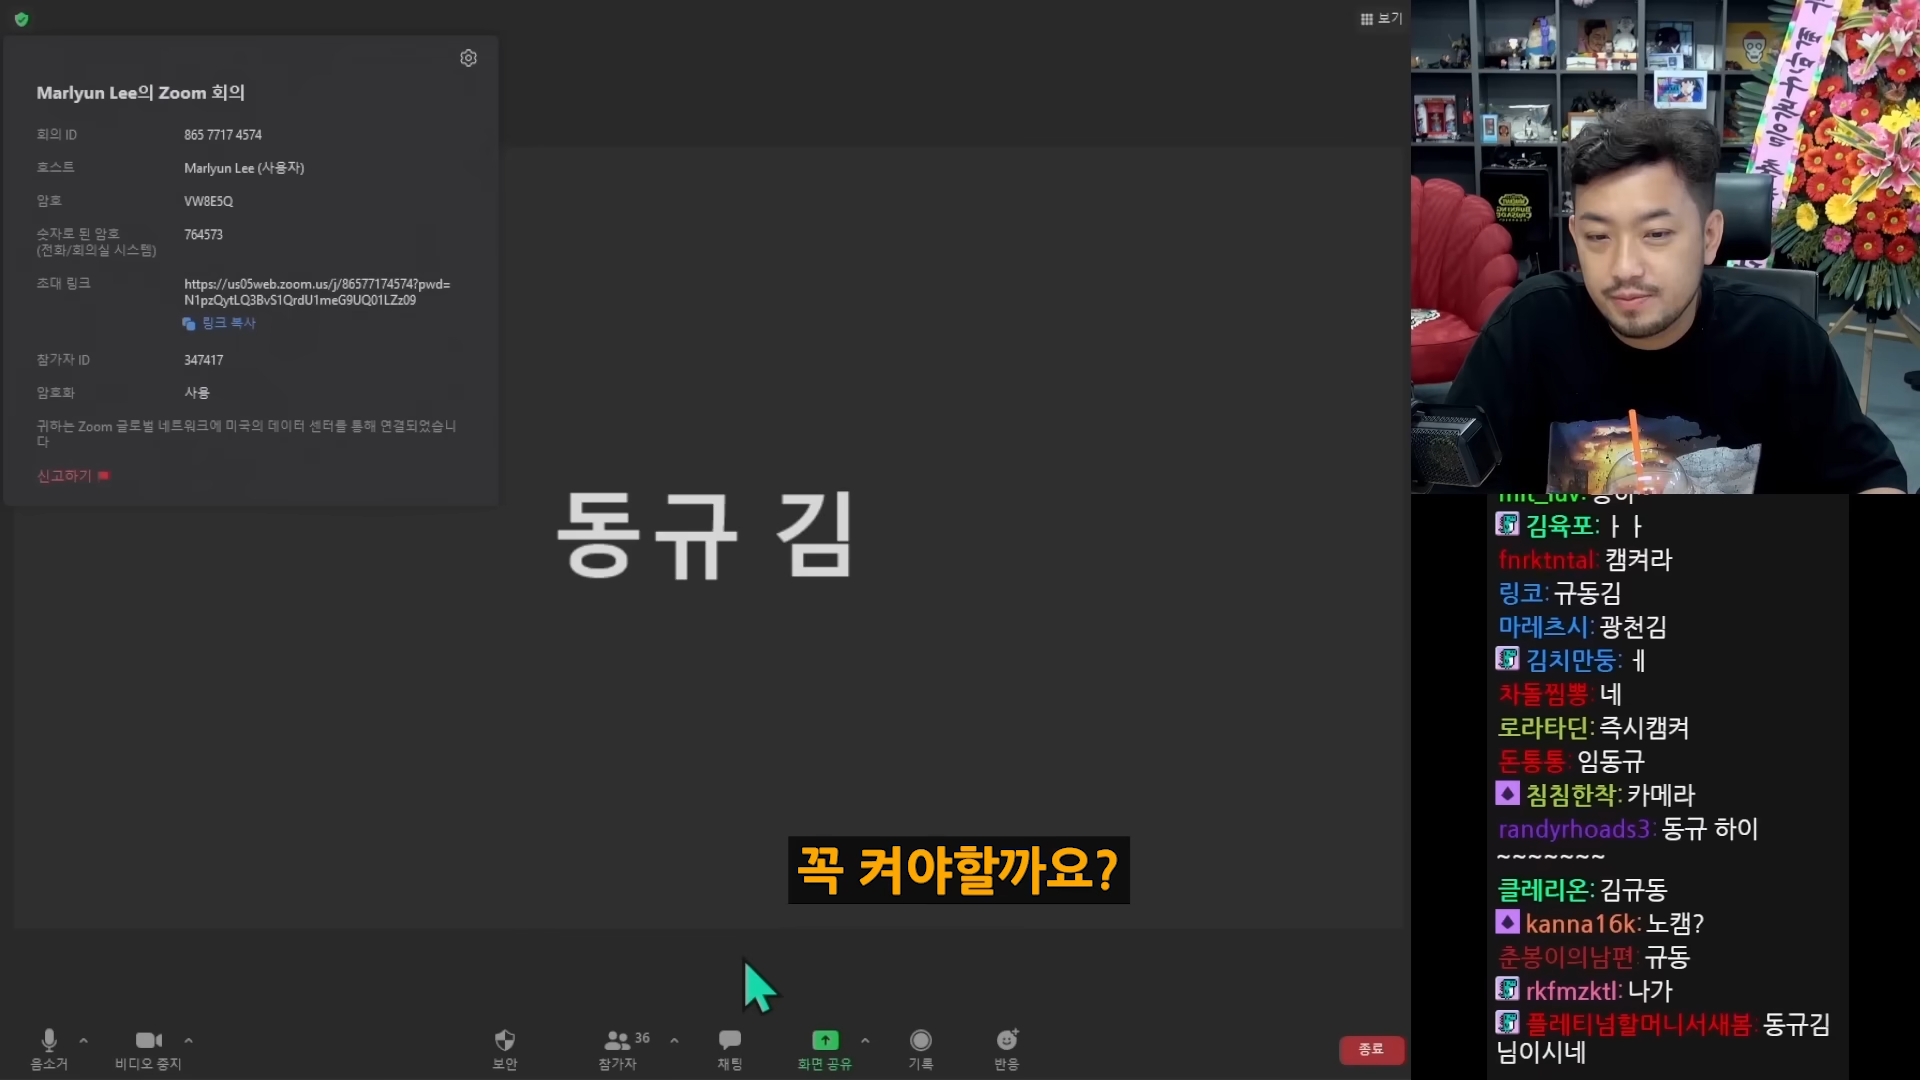 보기
Marlyun Lee의 Zoom 회의
회의 ID
865 7717 4574
호스트
Marlyun Lee (사용자)
암호
VW8E5Q
숫자로 된 암호
(전화/회의실 시스템)
764573
초대 링크
https://us05web.zoom.us/j/86577174574?pwd=
N1pzQytLQ3BvS1QrdU1meG9UQ01LZz09
링크 복사
참가자 ID
347417
암호화
사용
귀하는 Zoom 글로벌 네트워크에 미국의 데이터 센터를 통해 연결되었습니
다
신고하기
동규 김
꼭 켜야할까요?
음소거
비디오 중지
보안
36
참가자
채팅
화면 공유
기록
반응
종료
김육포: ㅏㅏ
fnrktntal: 캠켜라
링코: 규동김
마레츠시: 광천김
김치만둥: ㅔ
차돌찜뽕: 네
로라타딘: 즉시캠켜
돈통통: 임동규
침침한착: 카메라
randyrhoads3: 동규 하이
~~~~~~~
클레리온: 김규동
kanna16k: 노캠?
춘봉이의남편: 규동
rkfmzktl: 나가
플레티넘할머니서새봄: 동규김
님이시네